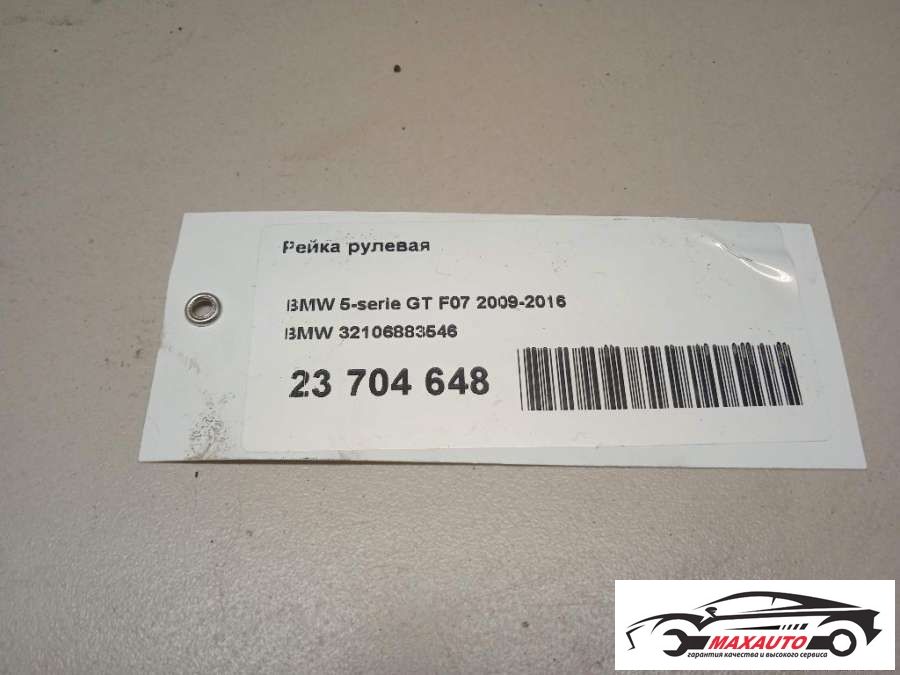 Рейка рулевая
BMW 5-serie GT F07 2009-2016
BMW 32106883546
23 704 648
MAXAUTO
гарантия качества и высокого сервиса